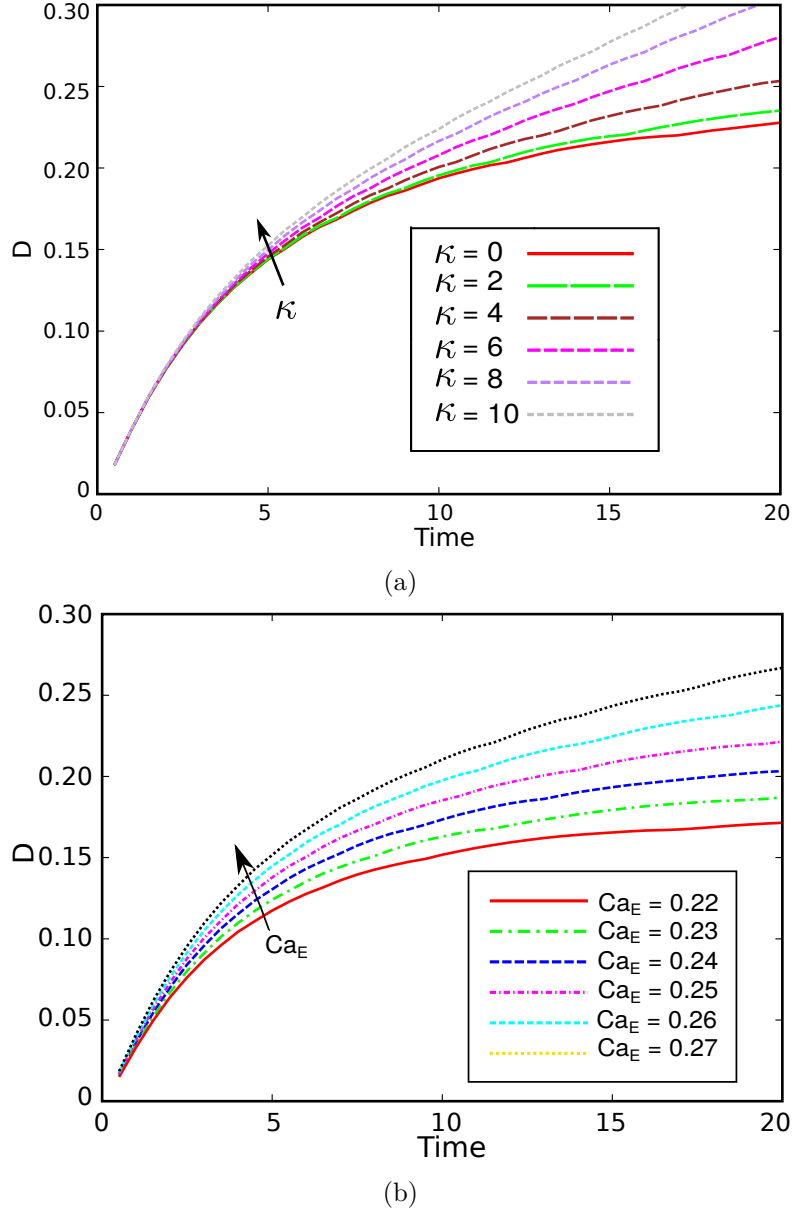 0.30
0.25
0.20
D
0.15
κ = 0
κ = 2
κ
κ = 4
0.10
κ = 6
κ = 8
0.05
κ = 10
0
0 5 10 15 20
Time
(a)
0.30
0.25
0.20
D
0.15
Ca_E = 0.22
Ca_E
Ca_E = 0.23
0.10
Ca_E = 0.24
Ca_E = 0.25
0.05
Ca_E = 0.26
Ca_E = 0.27
0
0 5 10 15 20
Time
(b)